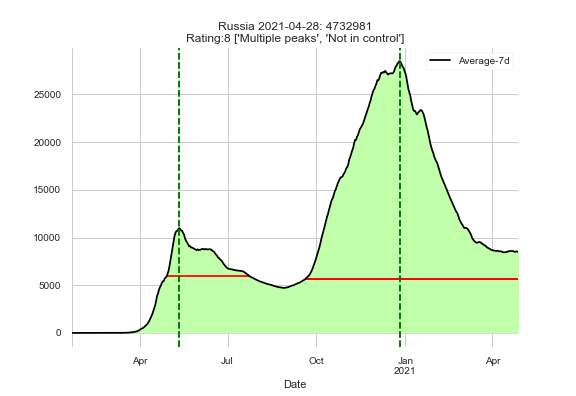 Russia 2021-04-28: 4732981
Rating:8 ['Multiple peaks', 'Not in control']
Average-7d
25000
20000
15000
10000
5000
0
Apr Jul Oct Jan Apr
2021
Date